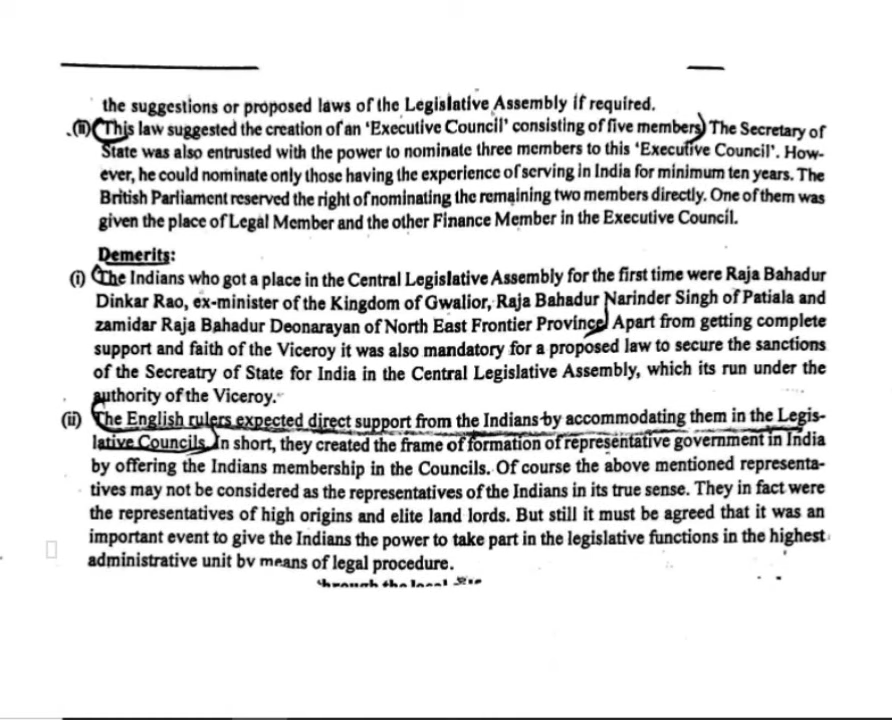 the suggestions or proposed laws of the Legislative Assembly if required.
(ii) This law suggested the creation of an 'Executive Council' consisting of five members) The Secretary of
State was also entrusted with the power to nominate three members to this 'Executive Council'. How-
ever, he could nominate only those having the experience of serving in India for minimum ten years. The
British Parliament reserved the right of nominating the remaining two members directly. One of them was
given the place of Legal Member and the other Finance Member in the Executive Council.
Demerits:
(i) The Indians who got a place in the Central Legislative Assembly for the first time were Raja Bahadur
Dinkar Rao, ex-minister of the Kingdom of Gwalior, Raja Bahadur Narinder Singh of Patiala and
zamidar Raja Bahadur Deonarayan of North East Frontier Province. Apart from getting complete
support and faith of the Viceroy it was also mandatory for a proposed law to secure the sanctions
of the Secreatry of State for India in the Central Legislative Assembly, which its run under the
authority of the Viceroy.
(ii) The English rulers expected direct support from the Indians by accommodating them in the Legis-
lative Councils. In short, they created the frame of formation of representative government in India
by offering the Indians membership in the Councils. Of course the above mentioned representa-
tives may not be considered as the representatives of the Indians in its true sense. They in fact were
the representatives of high origins and elite land lords. But still it must be agreed that it was an
important event to give the Indians the power to take part in the legislative functions in the highest
administrative unit by means of legal procedure.
through the local